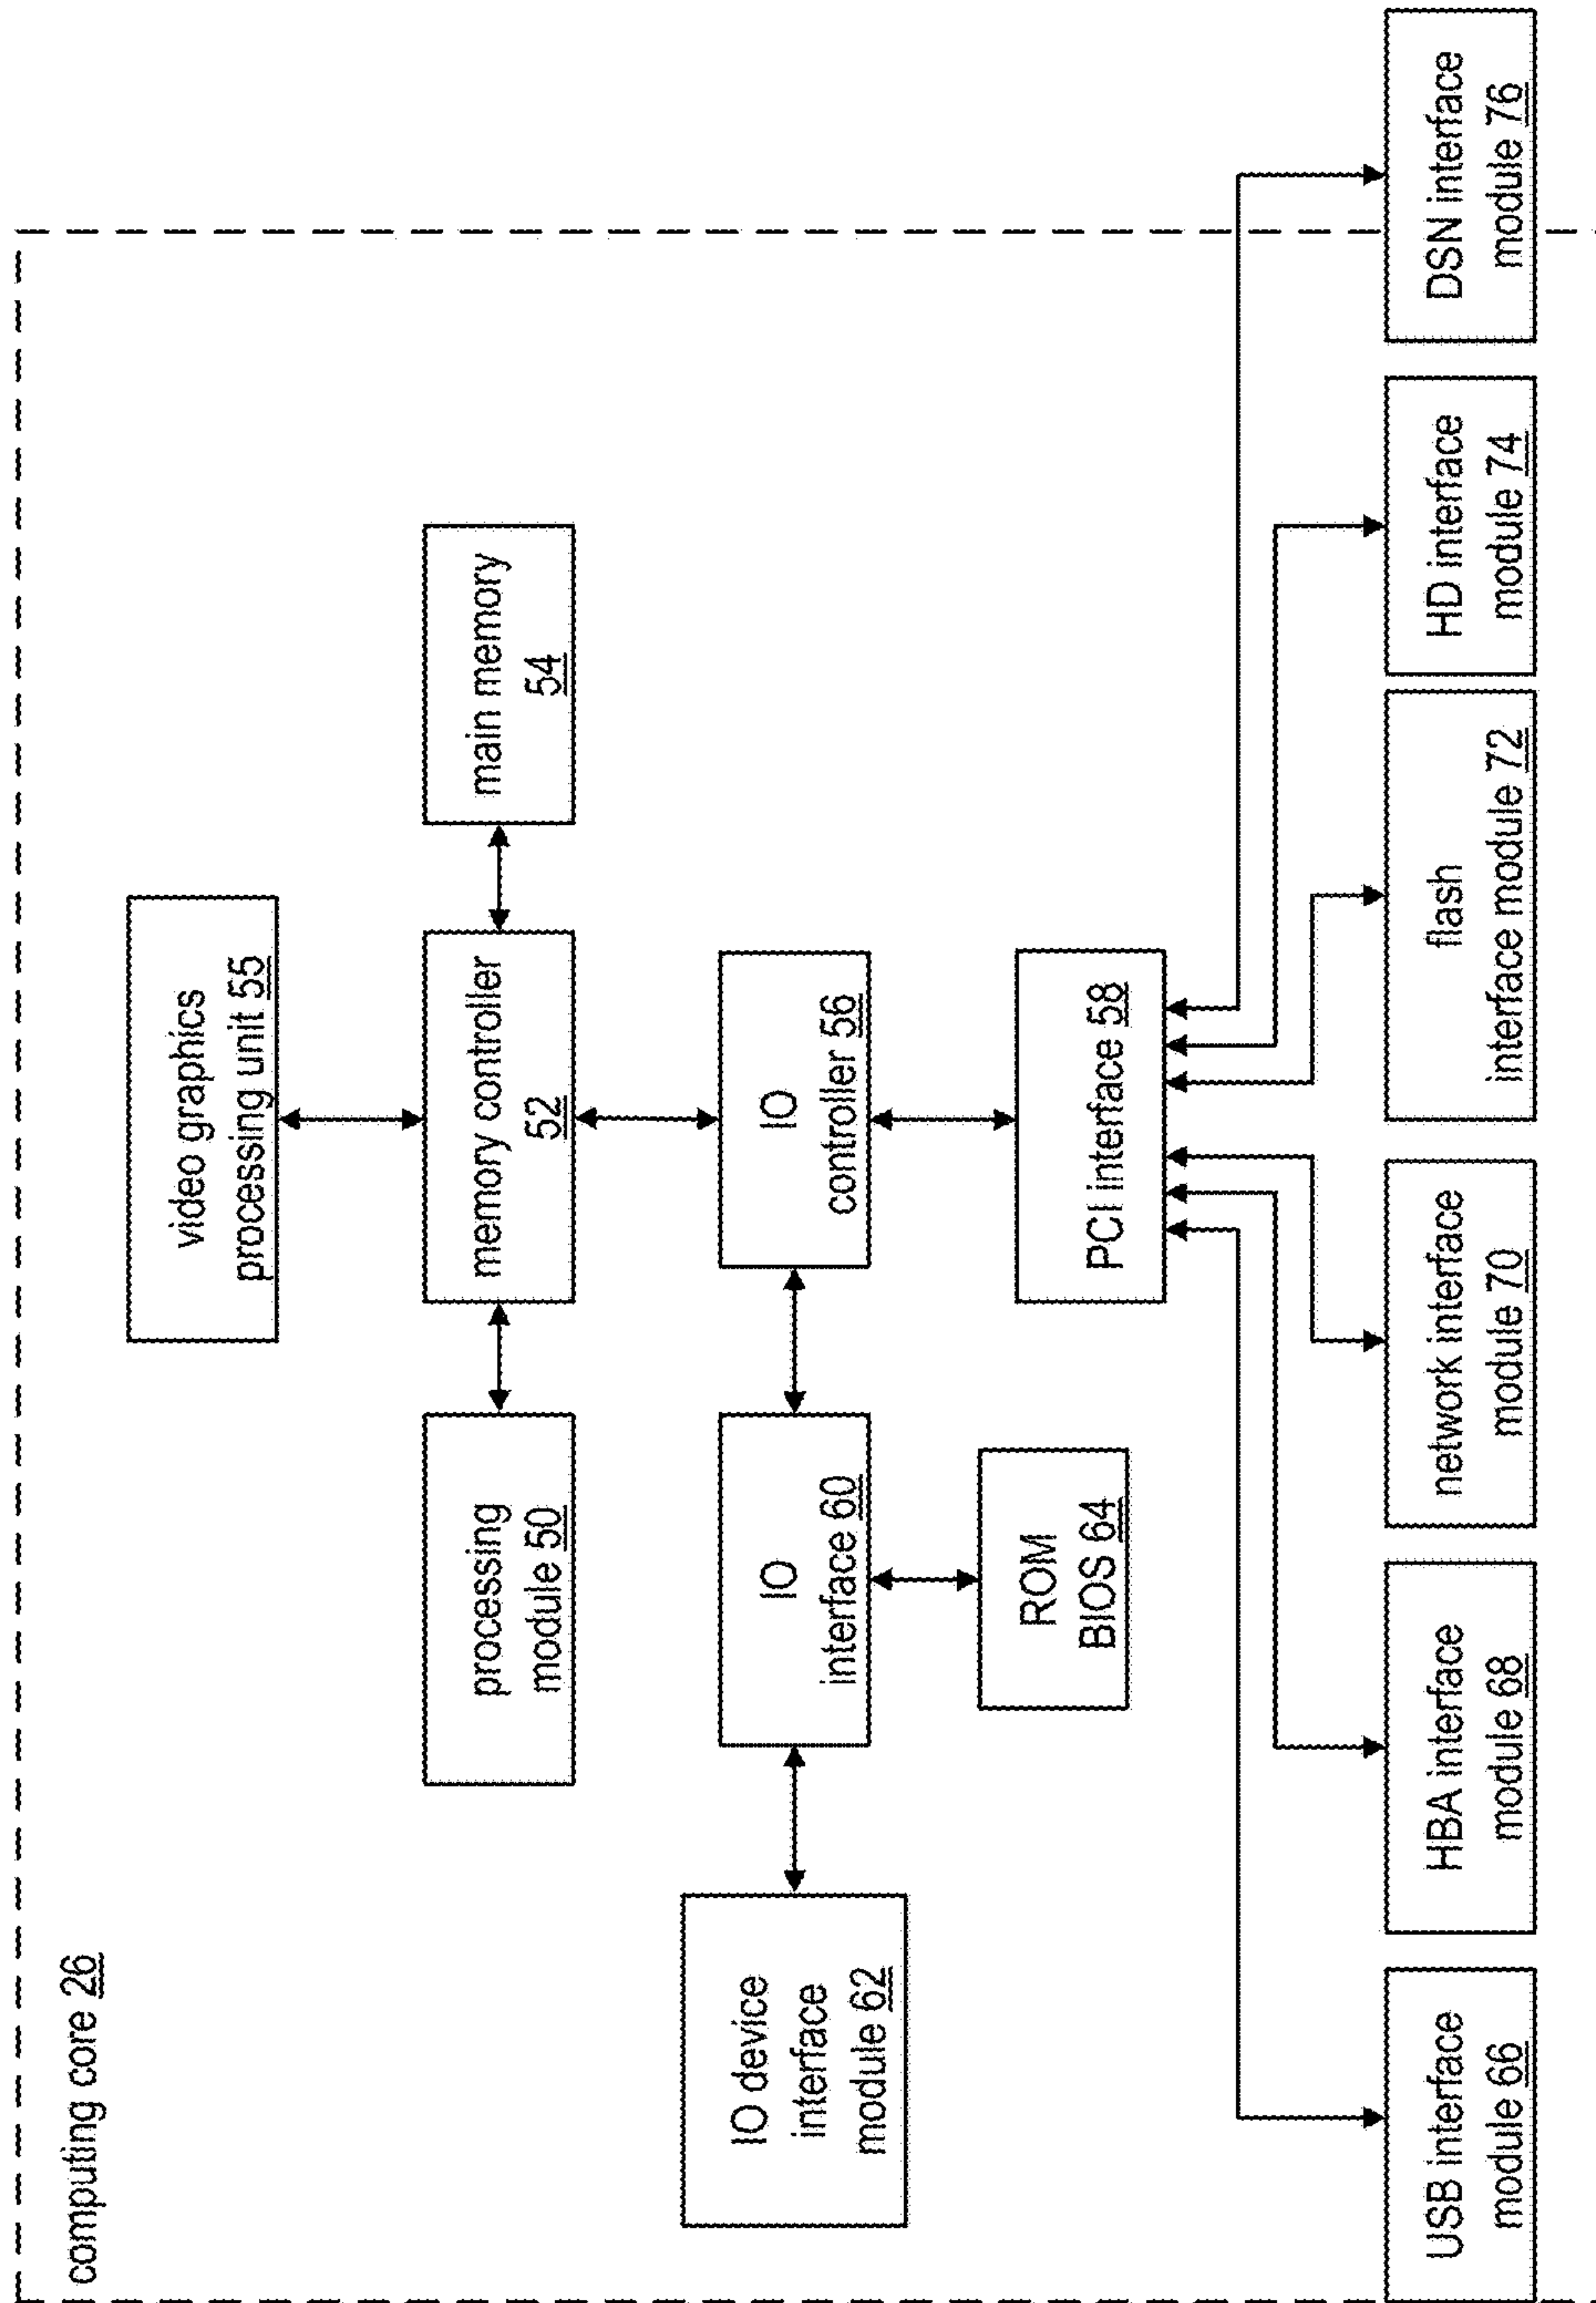 computing core 26
video graphics
processing unit 55
processing
module 50
memory controller
52
main memory
54
IO device
interface
module 62
IO
interface 60
IO
controller 56
ROM
BIOS 64
PCI interface 58
USB interface
module 66
HBA interface
module 68
network interface
module 70
flash
interface module 72
HD interface
module 74
DSN interface
module 76